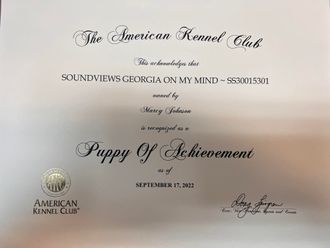 The American Kennel Club
This acknowledges that
SOUNDVIEWS GEORGIA ON MY MIND ~ SS30015301
owned by
Marcy Johnson
is recognized as a
Puppy Of Achievement
as of
SEPTEMBER 17, 2022
AMERICAN
KENNEL CLUB®